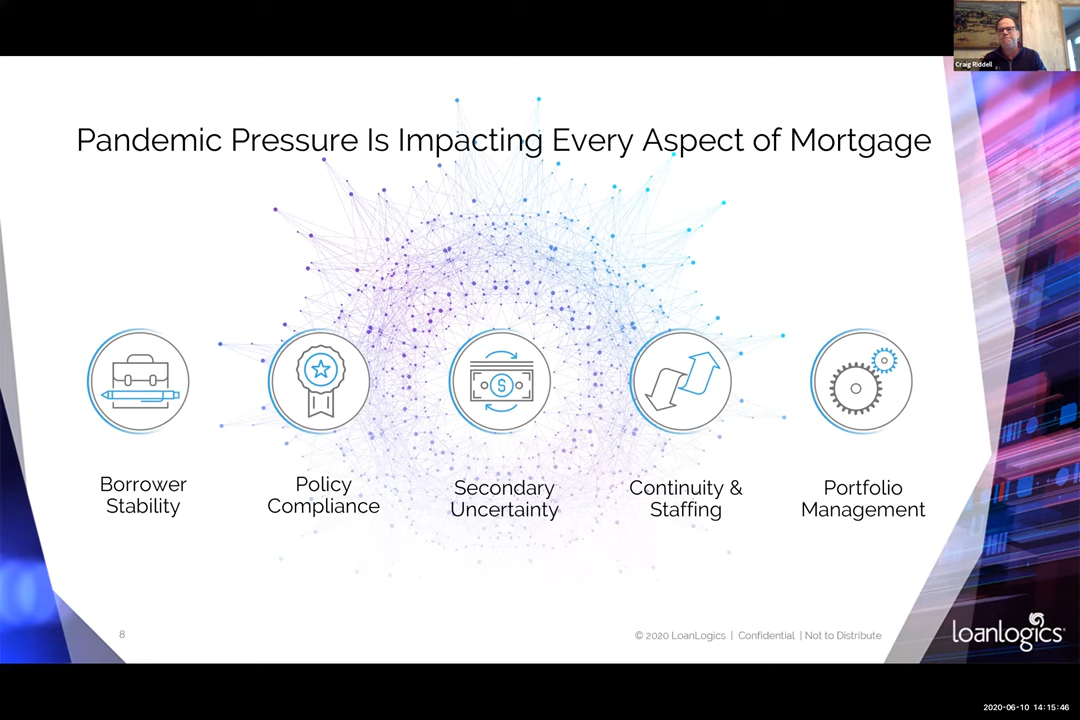 Craig Riddell
Pandemic Pressure Is Impacting Every Aspect of Mortgage
$
Borrower
Stability
Policy
Compliance
Secondary
Uncertainty
Continuity &
Staffing
Portfolio
Management
8
© 2020 LoanLogics | Confidential | Not to Distribute
loanlogics®
2020-06-10 14:15:46